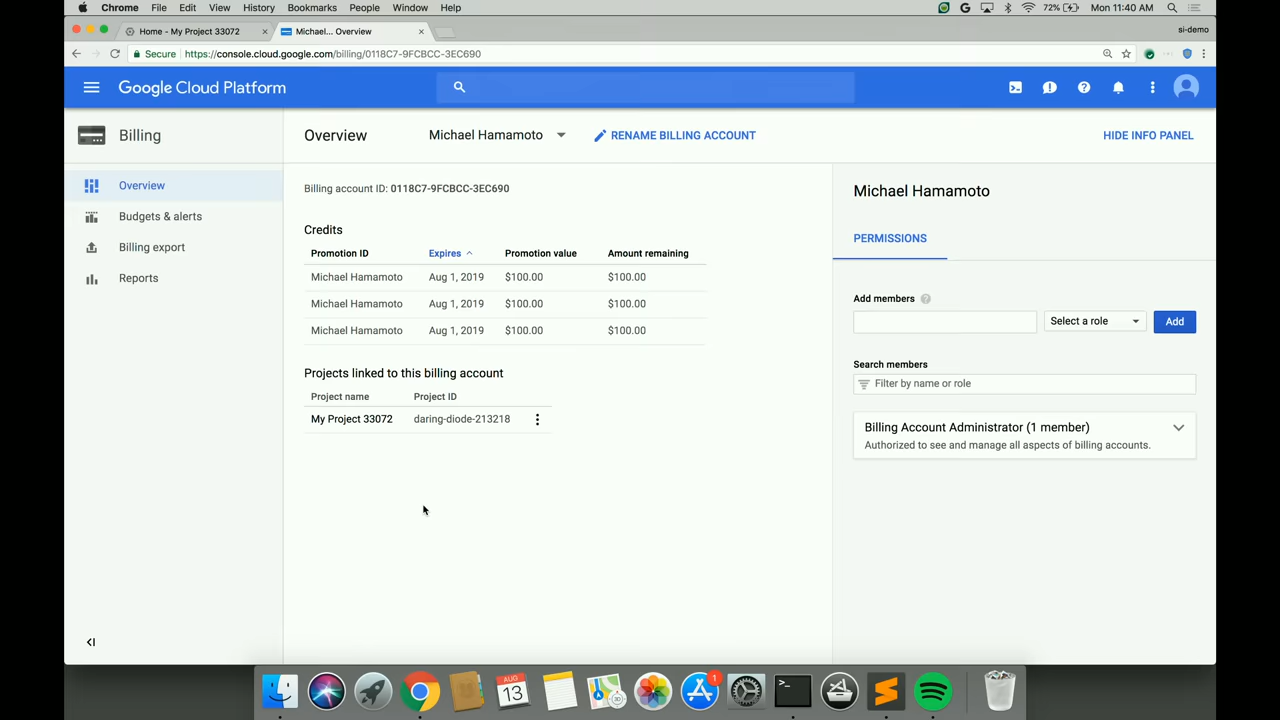 Chrome File Edit View History Bookmarks People Window Help 72% Mon 11:40 AM
Home - My Project 33072 Michael... Overview si-demo
Secure https://console.cloud.google.com/billing/0118C7-9FCBCC-3EC690
Google Cloud Platform
Billing
Overview
Budgets & alerts
Billing export
Reports
Overview Michael Hamamoto RENAME BILLING ACCOUNT HIDE INFO PANEL
Billing account ID: 0118C7-9FCBCC-3EC690
Credits
Promotion ID Expires Promotion value Amount remaining
Michael Hamamoto Aug 1, 2019 $100.00 $100.00
Michael Hamamoto Aug 1, 2019 $100.00 $100.00
Michael Hamamoto Aug 1, 2019 $100.00 $100.00
Projects linked to this billing account
Project name Project ID
My Project 33072 daring-diode-213218
Michael Hamamoto
PERMISSIONS
Add members
Select a role Add
Search members
Filter by name or role
Billing Account Administrator (1 member)
Authorized to see and manage all aspects of billing accounts.
AUG
13
1